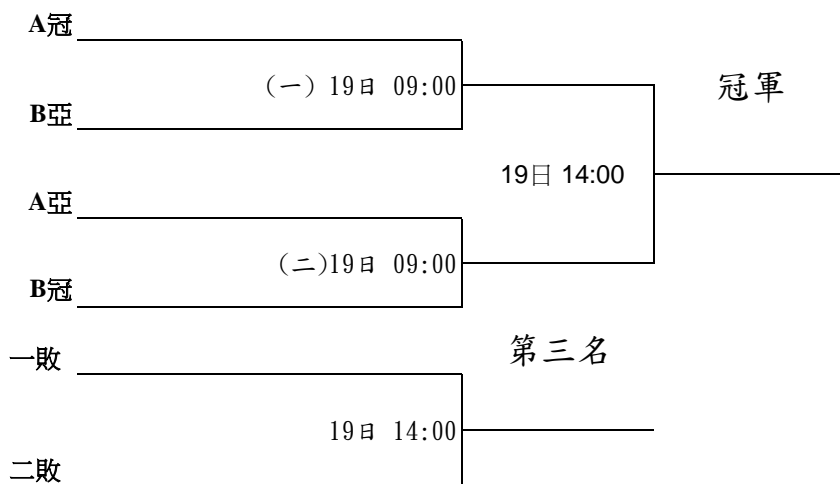 A冠
(一) 19日 09:00
冠軍
B亞
19日 14:00
A亞
(二)19日 09:00
B冠
第三名
一敗
19日 14:00
二敗